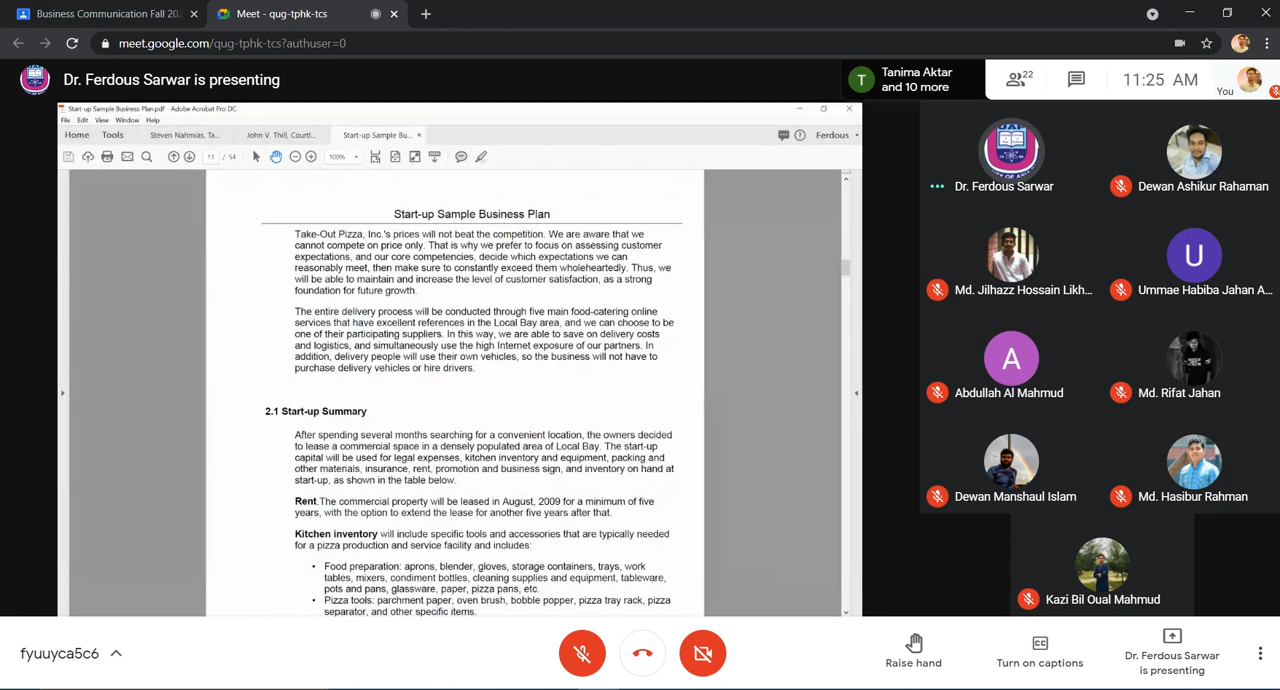 Business Communication Fall 202
Meet - qug-tphk-tcs
meet.google.com/qug-tphk-tcs?authuser=0
Dr. Ferdous Sarwar is presenting
T
Tanima Aktar
and 10 more
22
11:25 AM
You
Start-up Sample Business Plan.pdf - Adobe Acrobat Pro DC
File Edit View Window Help
Home Tools Steven Nahmias, Ta... John V. Thill, Courtl... Start-up Sample Bu... ×
Ferdous
11 / 54
100%
Start-up Sample Business Plan
Take-Out Pizza, Inc.'s prices will not beat the competition. We are aware that we
cannot compete on price only. That is why we prefer to focus on assessing customer
expectations, and our core competencies, decide which expectations we can
reasonably meet, then make sure to constantly exceed them wholeheartedly. Thus, we
will be able to maintain and increase the level of customer satisfaction, as a strong
foundation for future growth.
The entire delivery process will be conducted through five main food-catering online
services that have excellent references in the Local Bay area, and we can choose to be
one of their participating suppliers. In this way, we are able to save on delivery costs
and logistics, and simultaneously use the high Internet exposure of our partners. In
addition, delivery people will use their own vehicles, so the business will not have to
purchase delivery vehicles or hire drivers.
2.1 Start-up Summary
After spending several months searching for a convenient location, the owners decided
to lease a commercial space in a densely populated area of Local Bay. The start-up
capital will be used for legal expenses, kitchen inventory and equipment, packing and
other materials, insurance, rent, promotion and business sign, and inventory on hand at
start-up, as shown in the table below.
Rent. The commercial property will be leased in August, 2009 for a minimum of five
years, with the option to extend the lease for another five years after that.
Kitchen inventory will include specific tools and accessories that are typically needed
for a pizza production and service facility and includes:
• Food preparation: aprons, blender, gloves, storage containers, trays, work
tables, mixers, condiment bottles, cleaning supplies and equipment, tableware,
pots and pans, glassware, paper, pizza pans, etc.
• Pizza tools: parchment paper, oven brush, bobble popper, pizza tray rack, pizza
separator, and other specific items.
Dr. Ferdous Sarwar
Dewan Ashikur Rahaman
Md. Jilhazz Hossain Likh...
U
Ummae Habiba Jahan A...
A
Abdullah Al Mahmud
Md. Rifat Jahan
Dewan Manshaul Islam
Md. Hasibur Rahman
Kazi Bil Oual Mahmud
fyuuyca5c6
Raise hand
Turn on captions
Dr. Ferdous Sarwar
is presenting